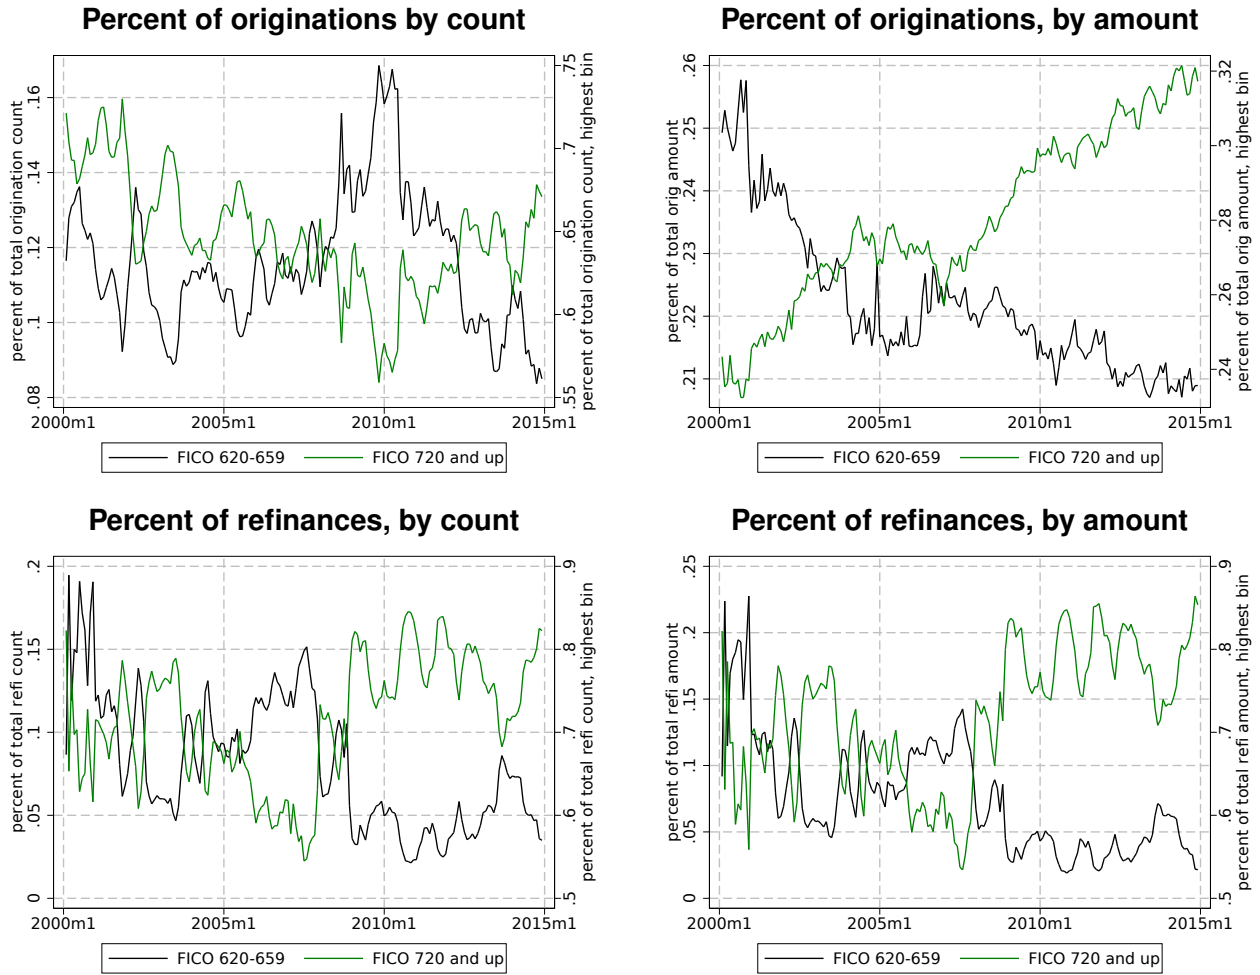 Percent of originations by count
percent of total origination count
.08 .1 .12 .14 .16
.55 .6 .65 .7 .75
percent of total origination count, highest bin
2000m1 2005m1 2010m1 2015m1
FICO 620-659 FICO 720 and up
Percent of originations, by amount
percent of total orig amount
.21 .22 .23 .24 .25 .26
.24 .26 .28 .3 .32
percent of total orig amount, highest bin
2000m1 2005m1 2010m1 2015m1
FICO 620-659 FICO 720 and up
Percent of refinances, by count
percent of total refi count
0 .05 .1 .15 .2
.5 .6 .7 .8 .9
percent of total refi count, highest bin
2000m1 2005m1 2010m1 2015m1
FICO 620-659 FICO 720 and up
Percent of refinances, by amount
percent of total refi amount
0 .05 .1 .15 .2 .25
.5 .6 .7 .8 .9
percent of total refi amount, highest bin
2000m1 2005m1 2010m1 2015m1
FICO 620-659 FICO 720 and up